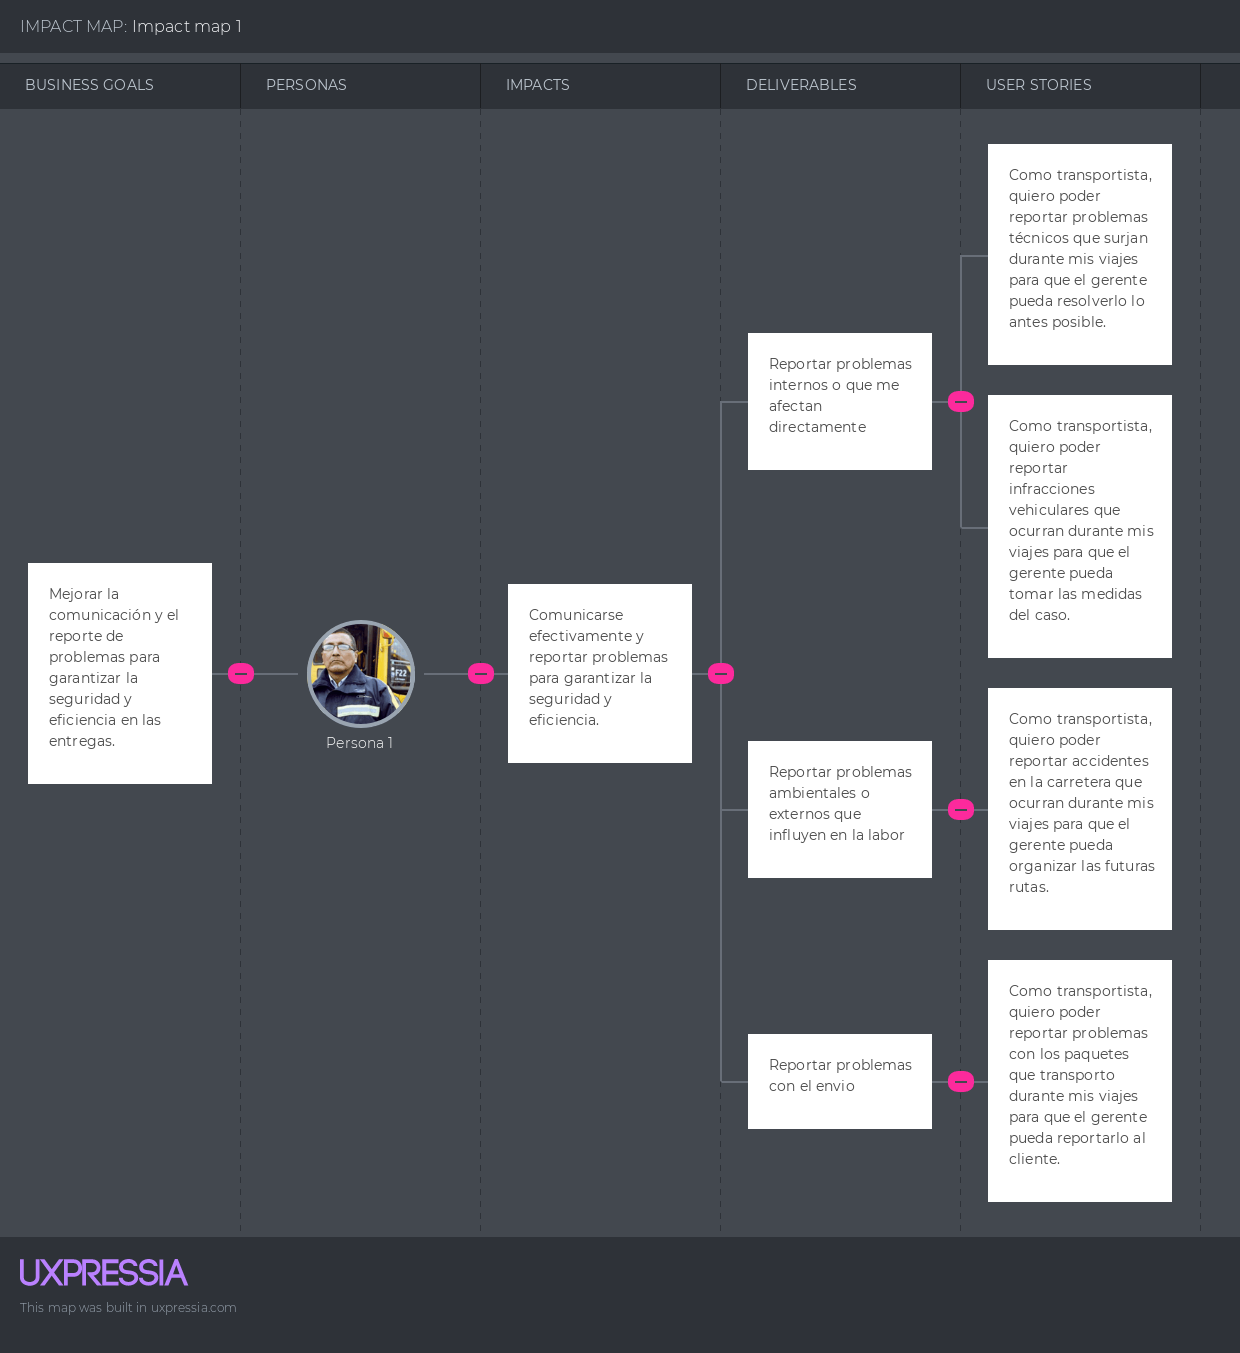 IMPACT MAP: Impact map 1
BUSINESS GOALS
PERSONAS
IMPACTS
DELIVERABLES
USER STORIES
Mejorar la
comunicación y el
reporte de
problemas para
garantizar la
seguridad y
eficiencia en las
entregas.
F22
Persona 1
Comunicarse
efectivamente y
reportar problemas
para garantizar la
seguridad y
eficiencia.
Reportar problemas
internos o que me
afectan
directamente
Como transportista,
quiero poder
reportar problemas
técnicos que surjan
durante mis viajes
para que el gerente
pueda resolverlo lo
antes posible.
Como transportista,
quiero poder
reportar
infracciones
vehiculares que
ocurran durante mis
viajes para que el
gerente pueda
tomar las medidas
del caso.
Reportar problemas
ambientales o
externos que
influyen en la labor
Como transportista,
quiero poder
reportar accidentes
en la carretera que
ocurran durante mis
viajes para que el
gerente pueda
organizar las futuras
rutas.
Reportar problemas
con el envio
Como transportista,
quiero poder
reportar problemas
con los paquetes
que transporto
durante mis viajes
para que el gerente
pueda reportarlo al
cliente.
UXPRESSIA
This map was built in uxpressia.com